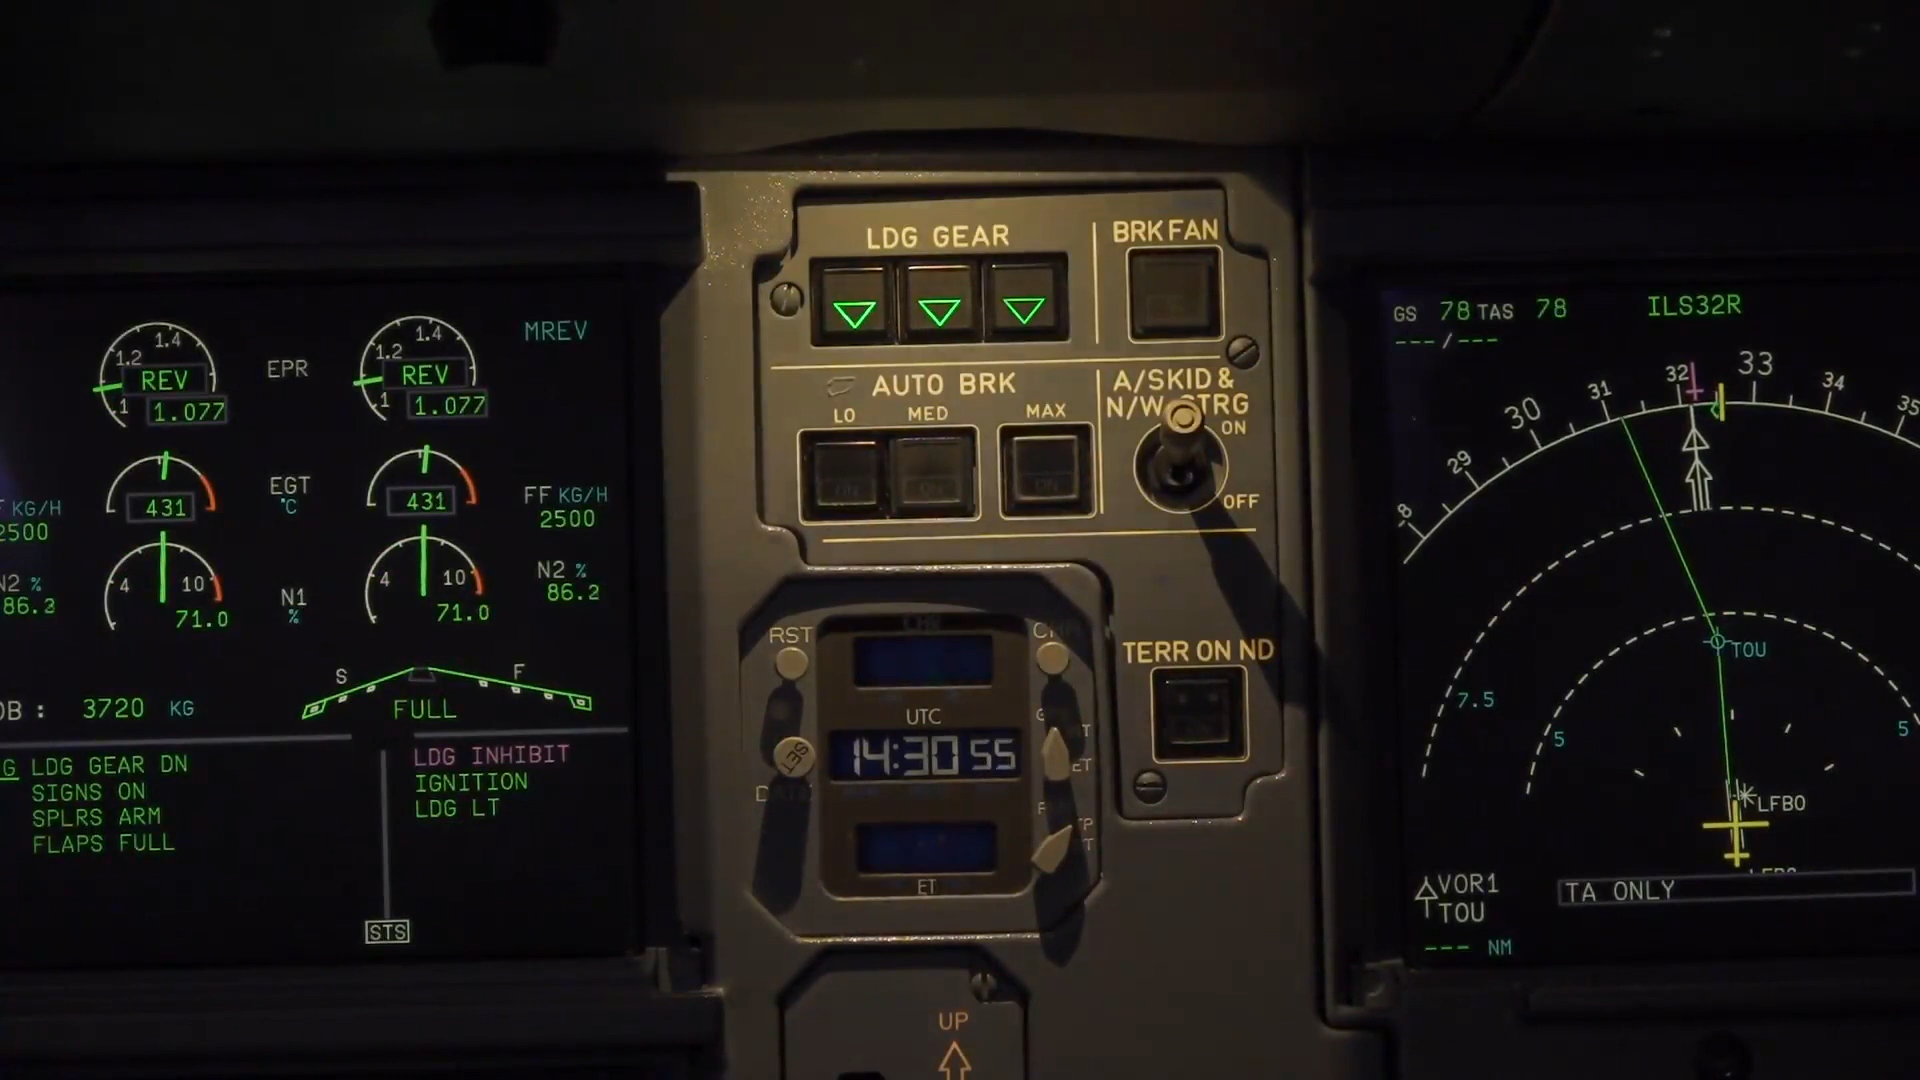 1.4
1.2
REV
1
1.077
EPR
1.4
1.2
REV
1
1.077
MREV
431
EGT
°C
431
KG/H
2500
FF KG/H
2500
4
10
71.0
N1
%
4
10
71.0
N2 %
86.2
N2 %
86.2
S
F
FULL
OB : 3720 KG
LDG GEAR DN
SIGNS ON
SPLRS ARM
FLAPS FULL
LDG INHIBIT
IGNITION
LDG LT
STS
LDG GEAR
BRK FAN
AUTO BRK
LO
MED
MAX
A/SKID &
N/W STRG
ON
OFF
RST
UTC
14:30 55
SET
ET
TERR ON ND
UP
GS 78 TAS 78
---/---
ILS32R
29
30
31
32
33
34
35
TOU
7.5
5
5
LFBO
VOR1
TOU
--- NM
TA ONLY